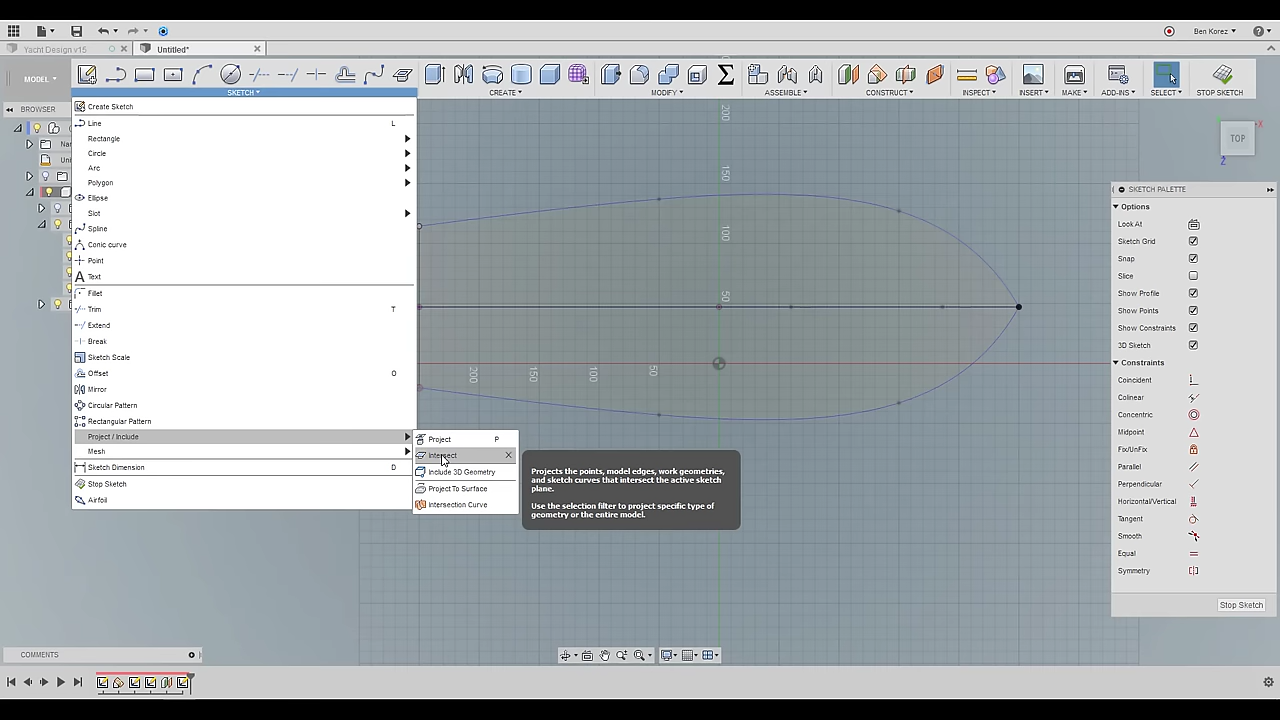 Ben Korez
Yacht Design v15
Untitled*
MODEL
SKETCH
CREATE
MODIFY
ASSEMBLE
CONSTRUCT
INSPECT
INSERT
MAKE
ADD-INS
SELECT
STOP SKETCH
BROWSER
Create Sketch
Line L
Rectangle
Circle
Arc
Polygon
Ellipse
Slot
Spline
Conic curve
Point
Text
Fillet
Trim T
Extend
Break
Sketch Scale
Offset O
Mirror
Circular Pattern
Rectangular Pattern
Project / Include
Mesh
Sketch Dimension D
Stop Sketch
Airfoil
Project P
Intersect
Include 3D Geometry
Project To Surface
Intersection Curve
Projects the points, model edges, work geometries,
and sketch curves that intersect the active sketch
plane.
Use the selection filter to project specific type of
geometry or the entire model.
200
150
100
50
200
150
100
50
TOP
X
Z
SKETCH PALETTE
Options
Look At
Sketch Grid
Snap
Slice
Show Profile
Show Points
Show Constraints
3D Sketch
Constraints
Coincident
Colinear
Concentric
Midpoint
Fix/UnFix
Parallel
Perpendicular
Horizontal/Vertical
Tangent
Smooth
Equal
Symmetry
Stop Sketch
COMMENTS